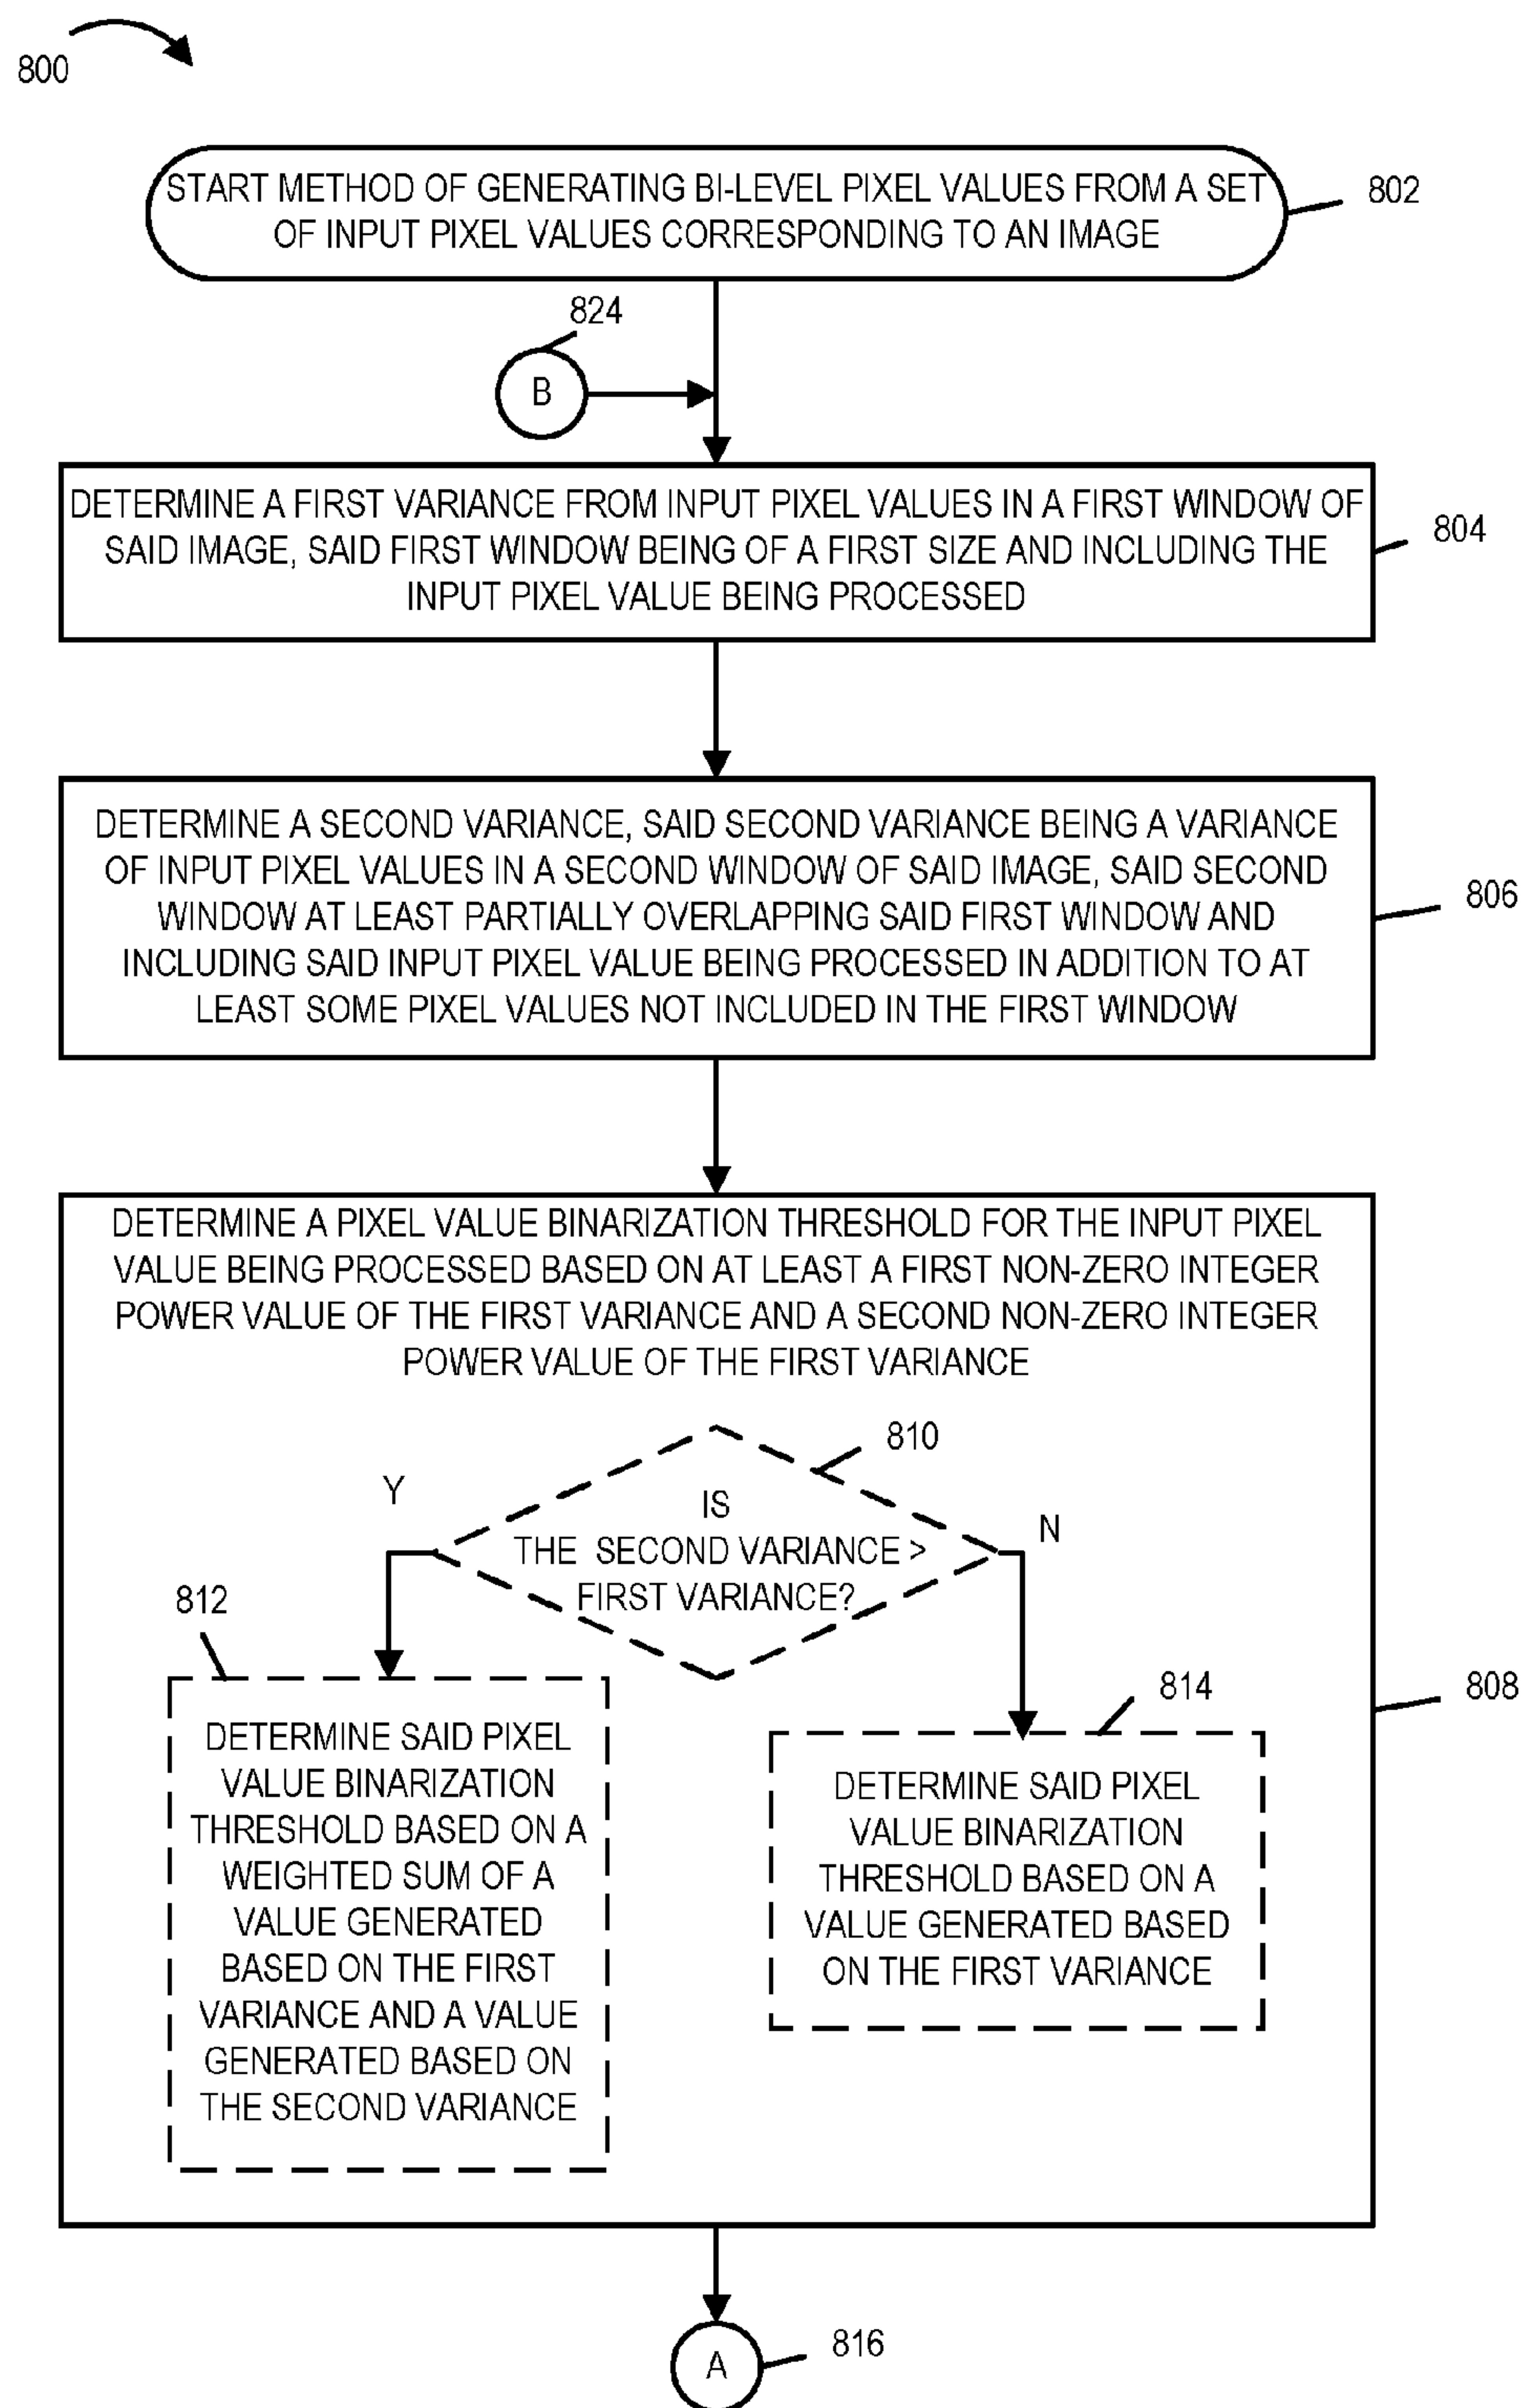 800
START METHOD OF GENERATING BI-LEVEL PIXEL VALUES FROM A SET
OF INPUT PIXEL VALUES CORRESPONDING TO AN IMAGE
802
824
B
DETERMINE A FIRST VARIANCE FROM INPUT PIXEL VALUES IN A FIRST WINDOW OF
SAID IMAGE, SAID FIRST WINDOW BEING OF A FIRST SIZE AND INCLUDING THE
INPUT PIXEL VALUE BEING PROCESSED
804
DETERMINE A SECOND VARIANCE, SAID SECOND VARIANCE BEING A VARIANCE
OF INPUT PIXEL VALUES IN A SECOND WINDOW OF SAID IMAGE, SAID SECOND
WINDOW AT LEAST PARTIALLY OVERLAPPING SAID FIRST WINDOW AND
INCLUDING SAID INPUT PIXEL VALUE BEING PROCESSED IN ADDITION TO AT
LEAST SOME PIXEL VALUES NOT INCLUDED IN THE FIRST WINDOW
806
DETERMINE A PIXEL VALUE BINARIZATION THRESHOLD FOR THE INPUT PIXEL
VALUE BEING PROCESSED BASED ON AT LEAST A FIRST NON-ZERO INTEGER
POWER VALUE OF THE FIRST VARIANCE AND A SECOND NON-ZERO INTEGER
POWER VALUE OF THE FIRST VARIANCE
810
Y
IS
THE SECOND VARIANCE >
FIRST VARIANCE?
N
812
DETERMINE SAID PIXEL
VALUE BINARIZATION
THRESHOLD BASED ON A
WEIGHTED SUM OF A
VALUE GENERATED
BASED ON THE FIRST
VARIANCE AND A VALUE
GENERATED BASED ON
THE SECOND VARIANCE
814
DETERMINE SAID PIXEL
VALUE BINARIZATION
THRESHOLD BASED ON A
VALUE GENERATED BASED
ON THE FIRST VARIANCE
808
A
816